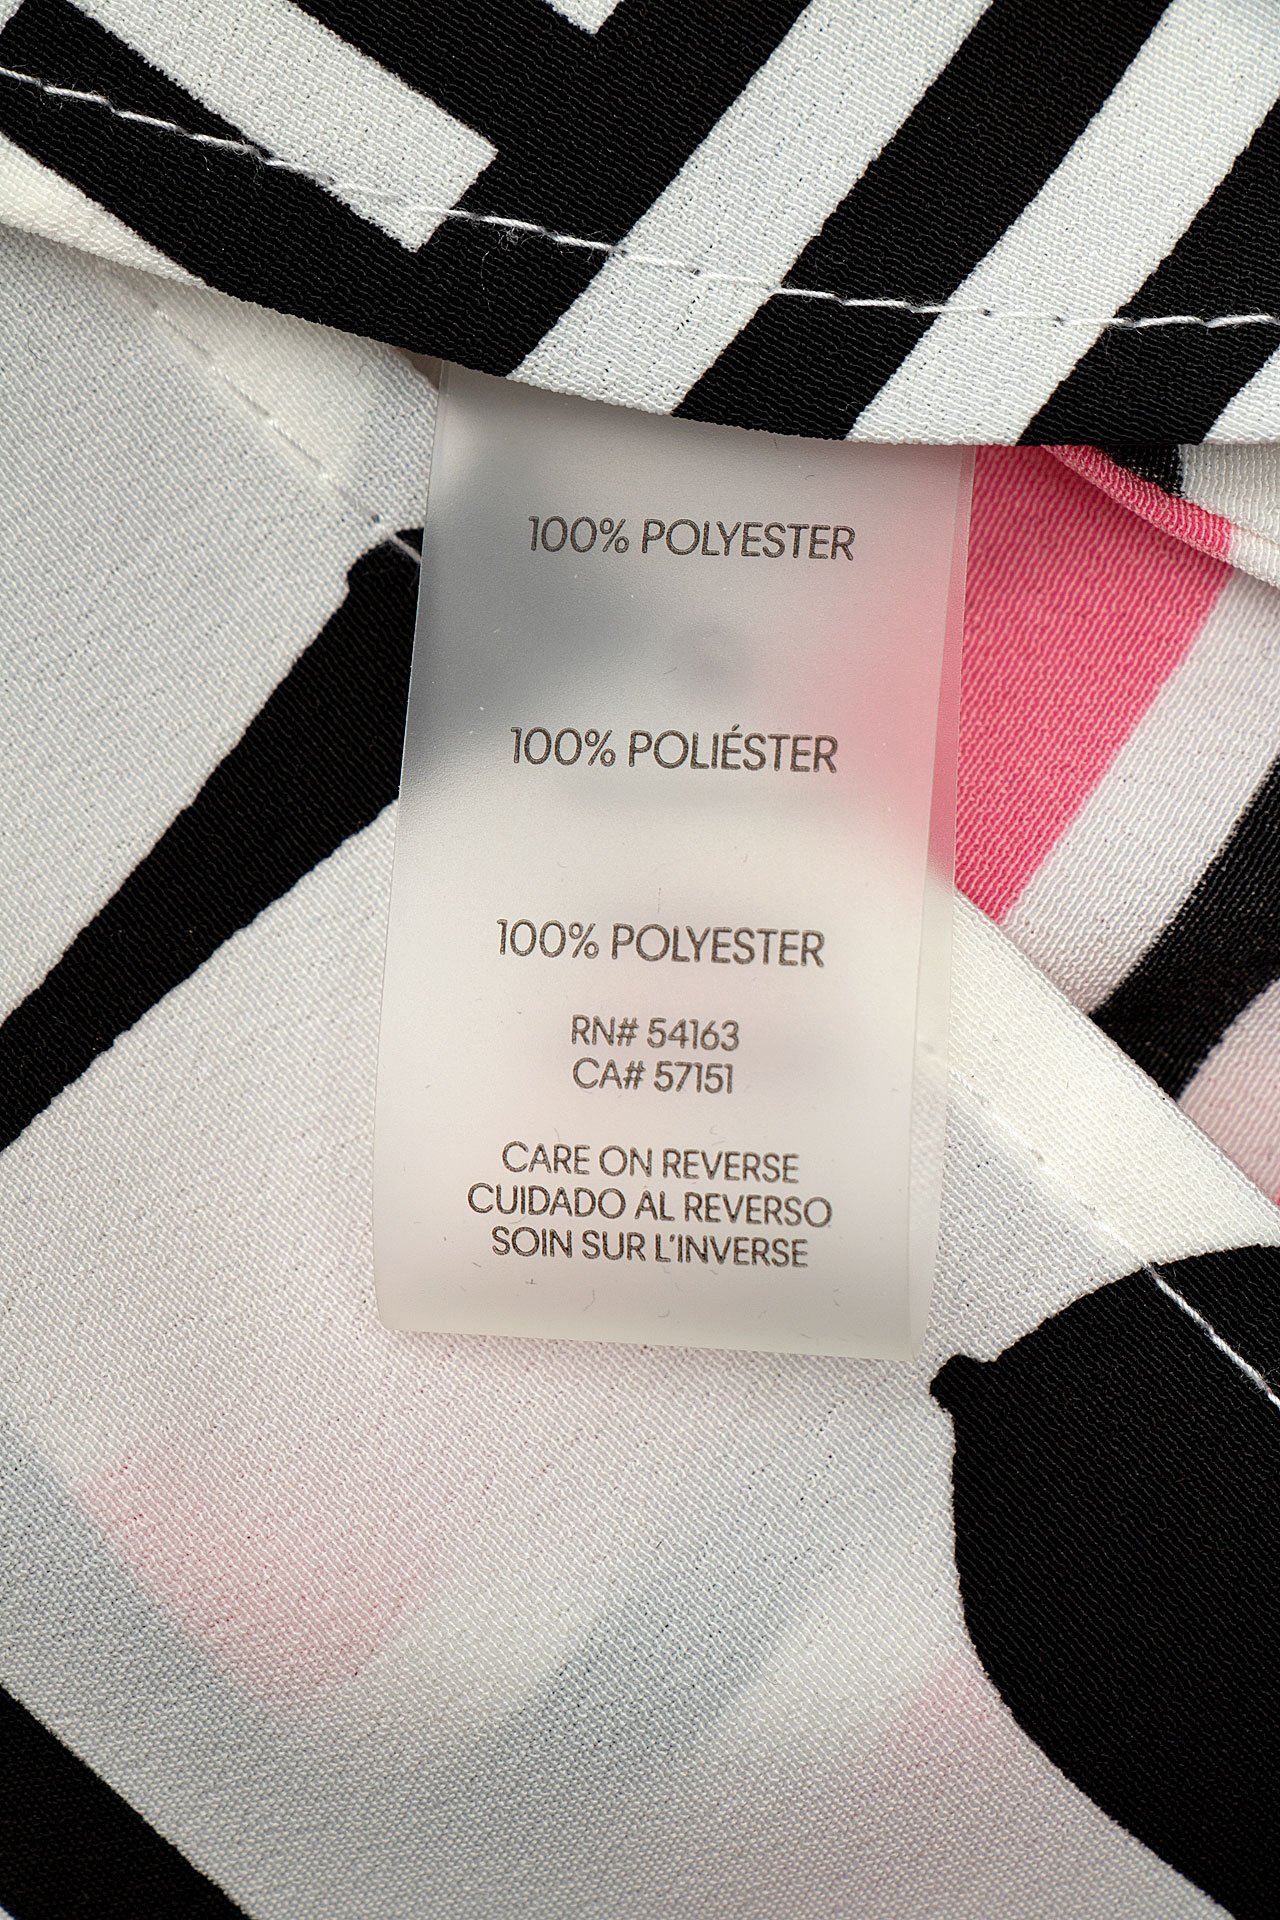 100% POLYESTER
100% POLIÉSTER
100% POLYESTER
RN# 54163
CA# 57151
CARE ON REVERSE
CUIDADO AL REVERSO
SOIN SUR L'INVERSE